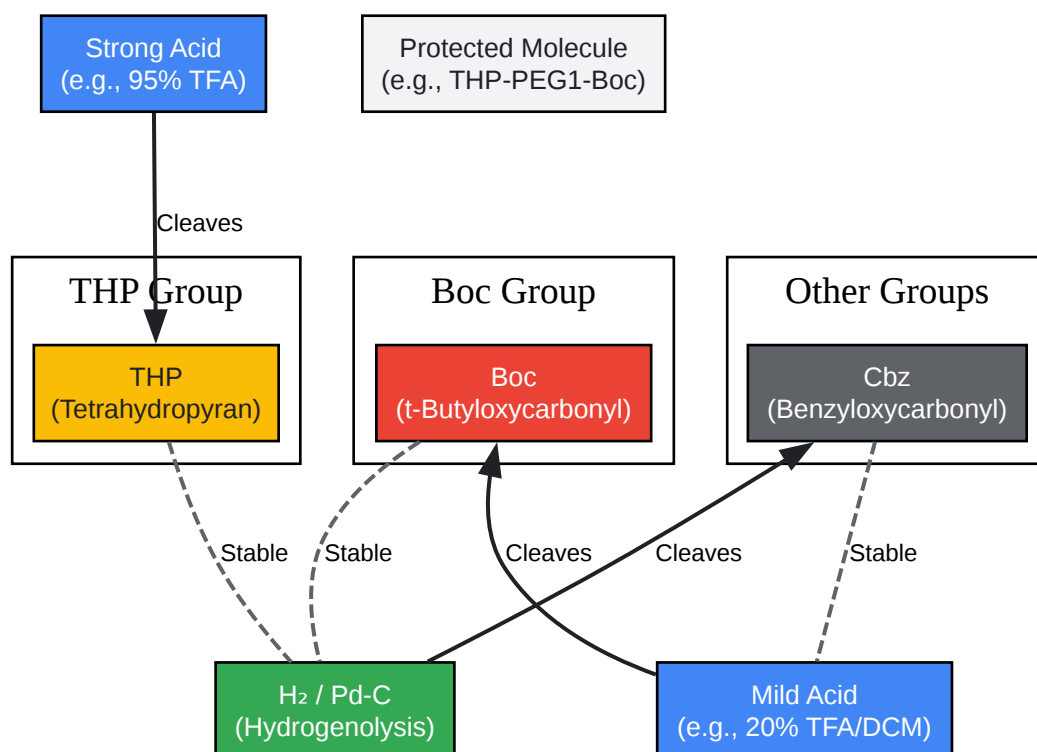 Strong Acid
(e.g., 95% TFA)
Protected Molecule
(e.g., THP-PEG1-Boc)
Cleaves
THP Group
Boc Group
Other Groups
THP
(Tetrahydropyran)
Boc
(t-Butyloxycarbonyl)
Cbz
(Benzyloxycarbonyl)
Stable
Stable
Cleaves
Cleaves
Stable
H₂ / Pd-C
(Hydrogenolysis)
Mild Acid
(e.g., 20% TFA/DCM)